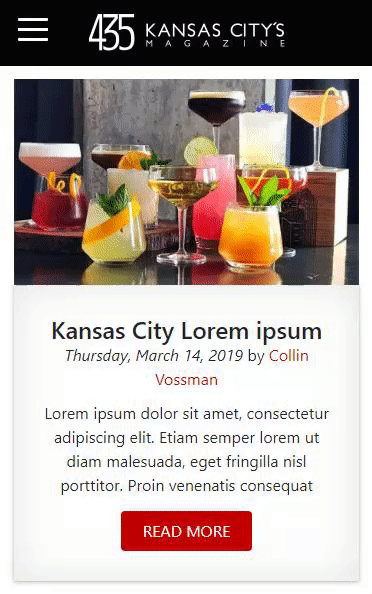 435 KANSAS CITY'S
MAGAZINE
Kansas City Lorem ipsum
Thursday, March 14, 2019 by Collin
Vossman
Lorem ipsum dolor sit amet, consectetur
adipiscing elit. Etiam semper lorem ut
diam malesuada, eget fringilla nisl
porttitor. Proin venenatis consequat
READ MORE